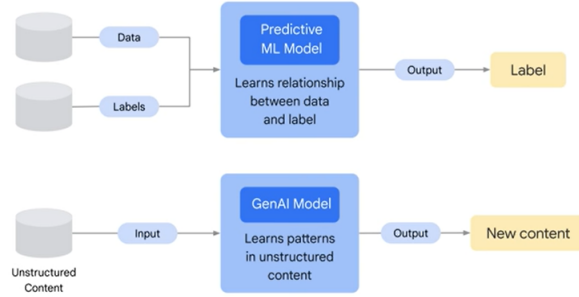 Data
Labels
Predictive
ML Model
Learns relationship
between data
and label
Output
Label
Unstructured
Content
Input
GenAI Model
Learns patterns
in unstructured
content
Output
New content